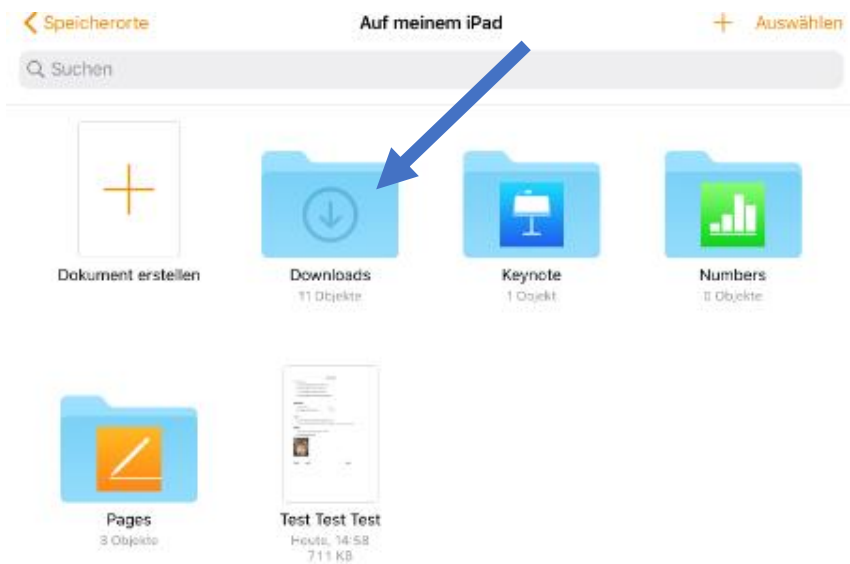 Speicherorte
Auf meinem iPad
Auswählen
Suchen
Dokument erstellen
Downloads
11 Objekte
Keynote
1 Objekt
Numbers
0 Objekte
Pages
3 Objekte
Test Test Test
Heute, 14:58
711 KB